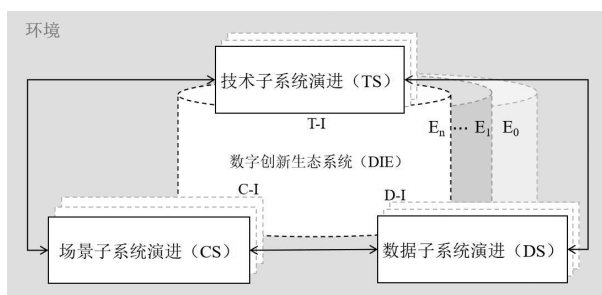 环境
技术子系统演进（TS）
T-I
Eₙ … E₁ E₀
数字创新生态系统（DIE）
C-I
D-I
场景子系统演进（CS）
数据子系统演进（DS）